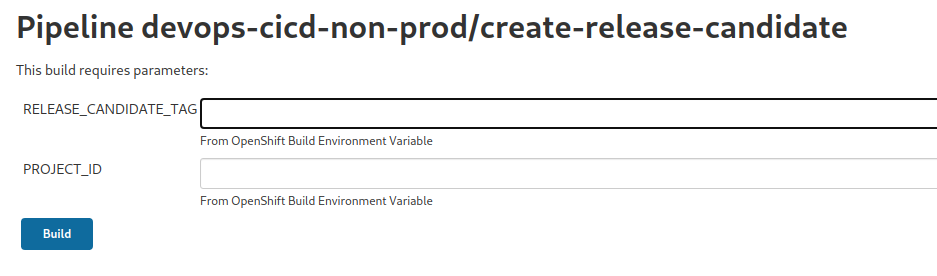 Pipeline devops-cicd-non-prod/create-release-candidate
This build requires parameters:
RELEASE_CANDIDATE_TAG
From OpenShift Build Environment Variable
PROJECT_ID
From OpenShift Build Environment Variable
Build